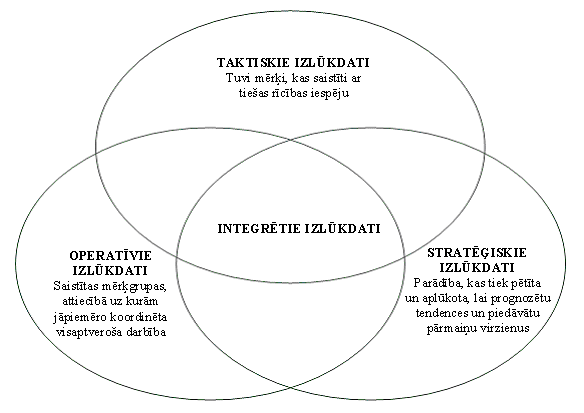 TAKTISKIE IZLŪKDATI
Tuvi mērķi, kas saistīti ar
tiešas rīcības iespēju
INTEGRĒTIE IZLŪKDATI
OPERATĪVIE
IZLŪKDATI
Saistītas mērķgrupas,
attiecībā uz kurām
jāpiemēro koordinēta
visaptveroša darbība
STRATĒĢISKIE
IZLŪKDATI
Parādība, kas tiek pētīta
un aplūkota, lai prognozētu
tendences un piedāvātu
pārmaiņu virzienus